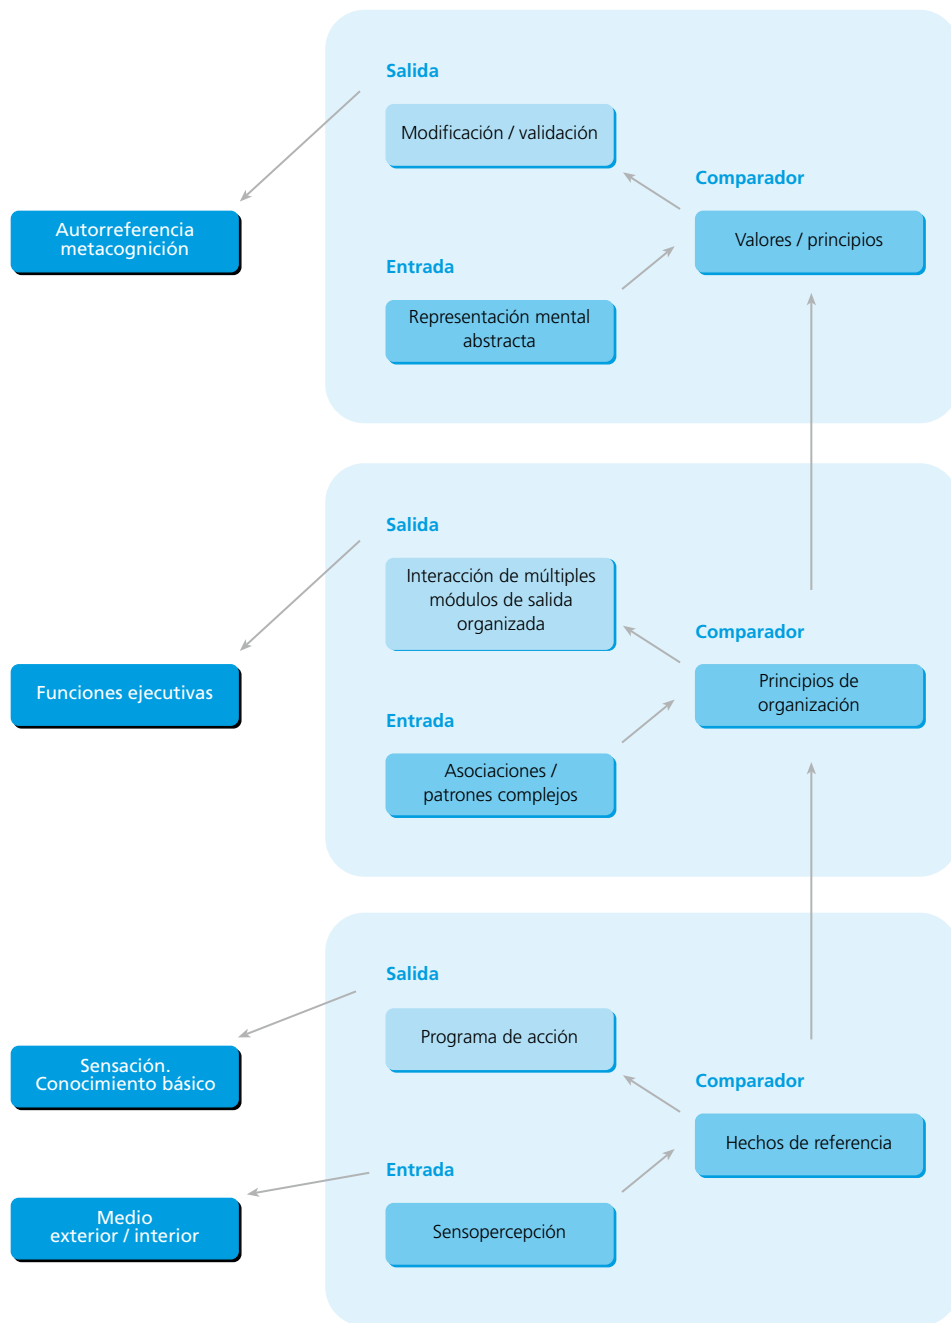 Salida
Modificación / validación
Comparador
Autorreferencia
metacognición
Valores / principios
Entrada
Representación mental
abstracta
Salida
Interacción de múltiples
módulos de salida
organizada
Comparador
Funciones ejecutivas
Principios de
organización
Entrada
Asociaciones /
patrones complejos
Salida
Programa de acción
Sensación.
Conocimiento básico
Comparador
Hechos de referencia
Entrada
Medio
exterior / interior
Sensopercepción